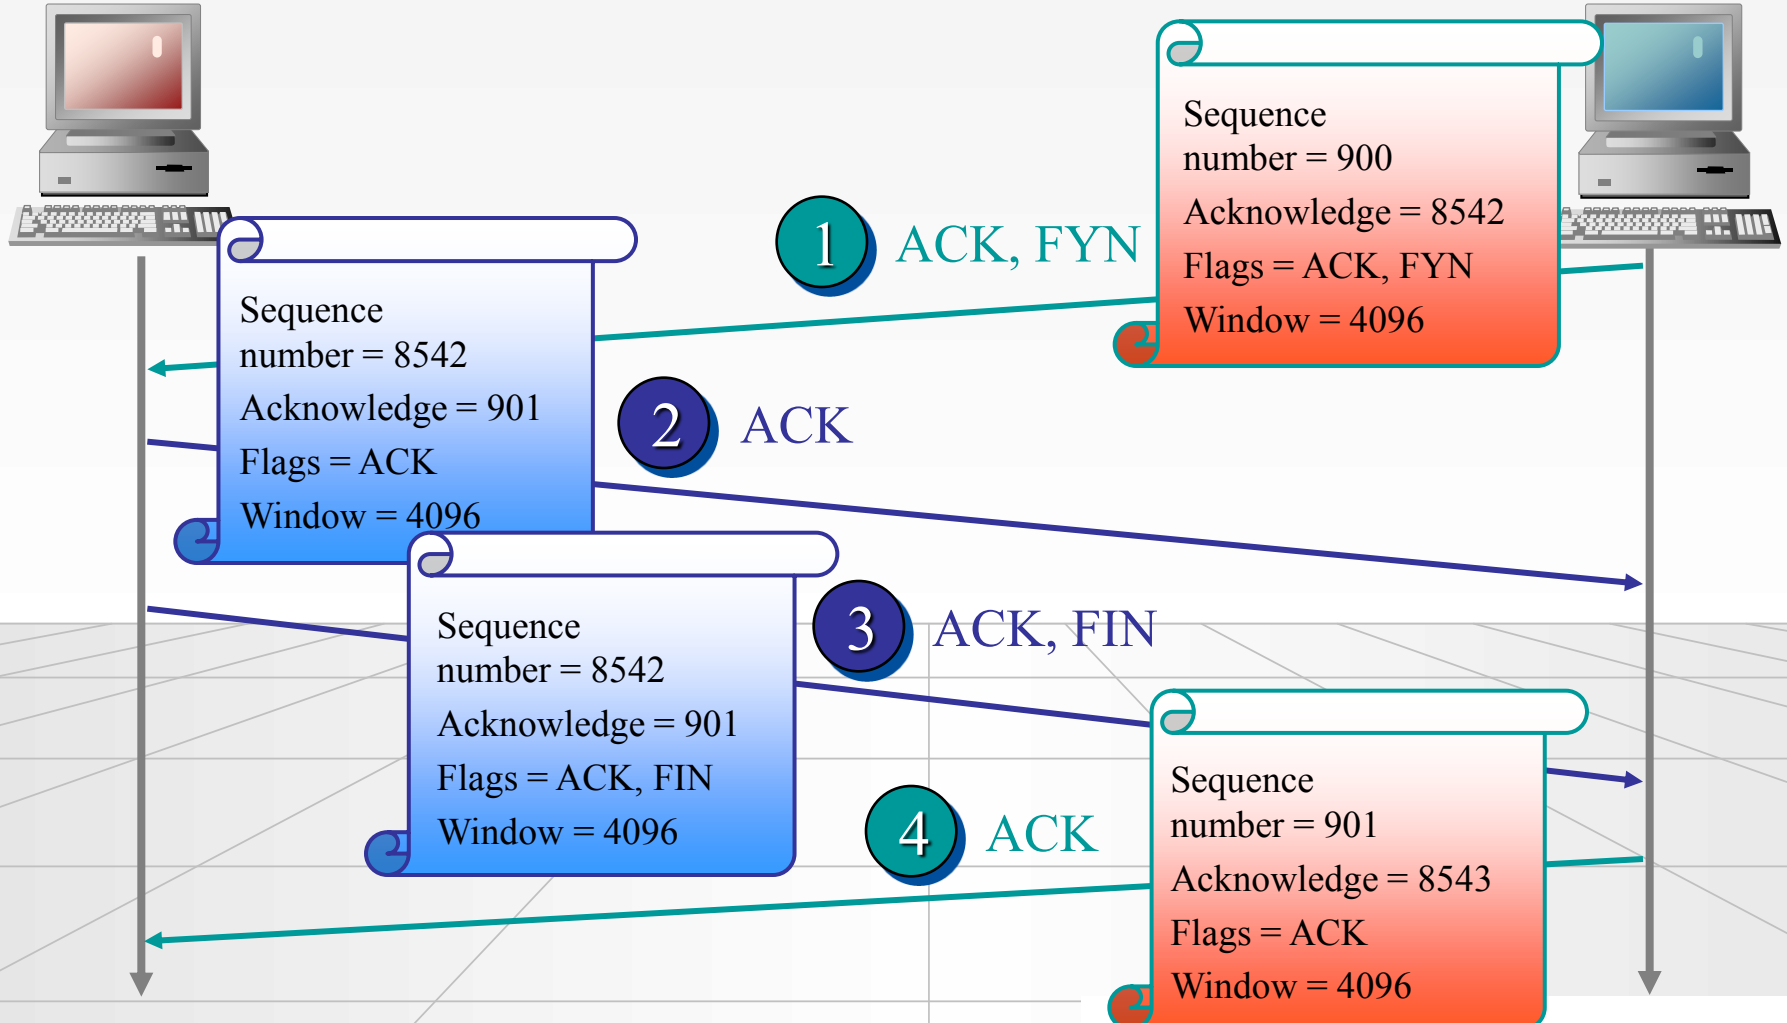 Sequence
number = 900
Acknowledge = 8542
Flags = ACK, FYN
Window = 4096
1 ACK, FYN
Sequence
number = 8542
Acknowledge = 901
Flags = ACK
Window = 4096
2 ACK
Sequence
number = 8542
Acknowledge = 901
Flags = ACK, FIN
Window = 4096
3 ACK, FIN
Sequence
number = 901
Acknowledge = 8543
Flags = ACK
Window = 4096
4 ACK